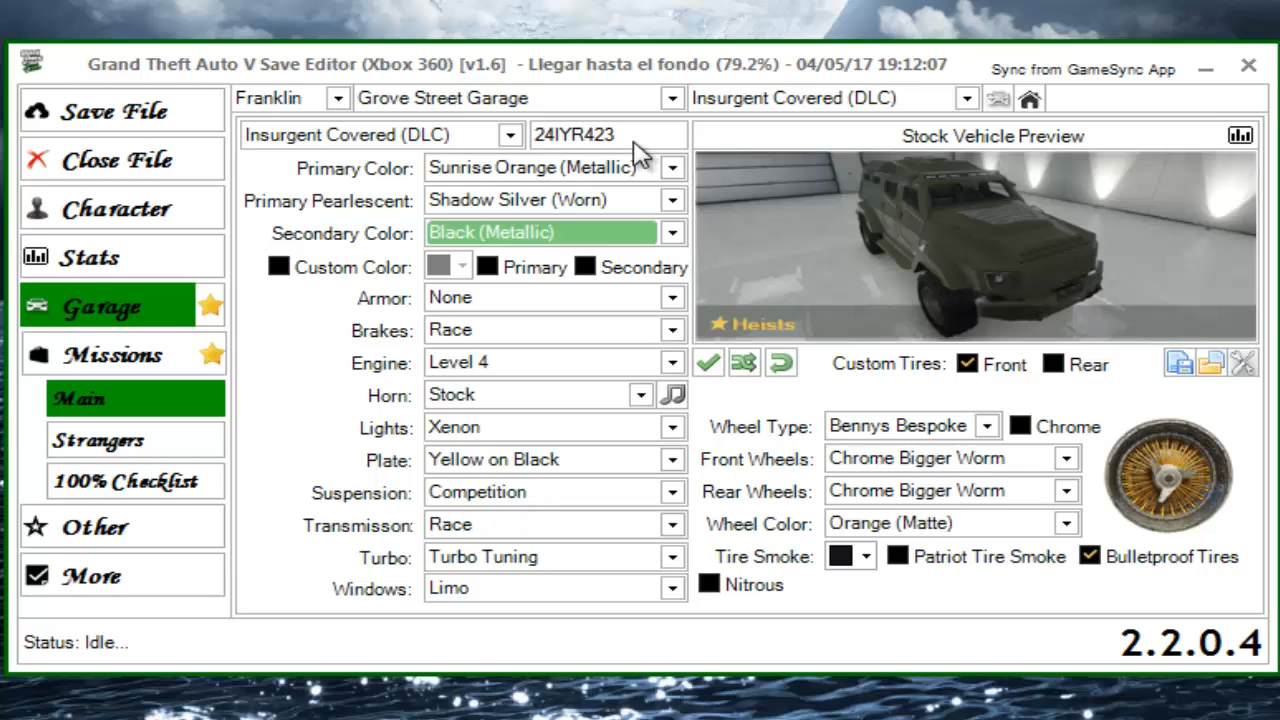 Grand Theft Auto V Save Editor (Xbox 360) [v1.6] - Llegar hasta el fondo (79.2%) - 04/05/17 19:12:07
Sync from GameSync App
Save File
Close File
Character
Stats
Garage
Missions
Main
Strangers
100% Checklist
Other
More
Franklin
Grove Street Garage
Insurgent Covered (DLC)
Insurgent Covered (DLC)
24IYR423
Primary Color: Sunrise Orange (Metallic)
Primary Pearlescent: Shadow Silver (Worn)
Secondary Color: Black (Metallic)
Custom Color: Primary Secondary
Armor: None
Brakes: Race
Engine: Level 4
Horn: Stock
Lights: Xenon
Plate: Yellow on Black
Suspension: Competition
Transmisson: Race
Turbo: Turbo Tuning
Windows: Limo
Stock Vehicle Preview
Heists
Custom Tires: Front Rear
Wheel Type: Bennys Bespoke Chrome
Front Wheels: Chrome Bigger Worm
Rear Wheels: Chrome Bigger Worm
Wheel Color: Orange (Matte)
Tire Smoke: Patriot Tire Smoke Bulletproof Tires
Nitrous
Status: Idle...
2.2.0.4